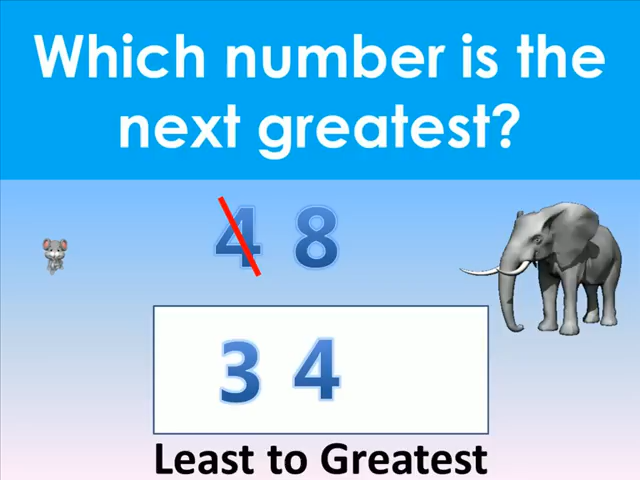 Which number is the
next greatest?
4 8
3 4
Least to Greatest